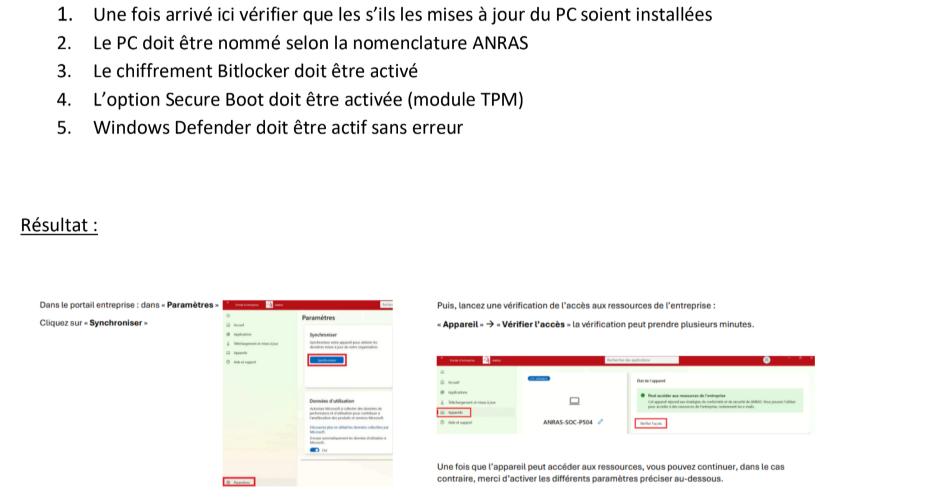 1. Une fois arrivé ici vérifier que les s’ils les mises à jour du PC soient installées
2. Le PC doit être nommé selon la nomenclature ANRAS
3. Le chiffrement Bitlocker doit être activé
4. L’option Secure Boot doit être activée (module TPM)
5. Windows Defender doit être actif sans erreur
Résultat :
Dans le portail entreprise : dans « Paramètres »
Cliquez sur « Synchroniser »
Paramètres
Accueil
Applications
Téléchargement et mises à jour
Appareils
Aide et support
Synchroniser
Synchroniser
Données d'utilisation
Oui
Paramètres
Puis, lancez une vérification de l’accès aux ressources de l’entreprise :
« Appareil » → « Vérifier l’accès » la vérification peut prendre plusieurs minutes.
Rechercher des applications
Accueil
Applications
Téléchargement et mises à jour
Appareils
Aide et support
ANRAS-SOC-P504
État de l'appareil
Peut accéder aux ressources de l'entreprise
Vérifier l'accès
Une fois que l’appareil peut accéder aux ressources, vous pouvez continuer, dans le cas
contraire, merci d’activer les différents paramètres préciser au-dessous.